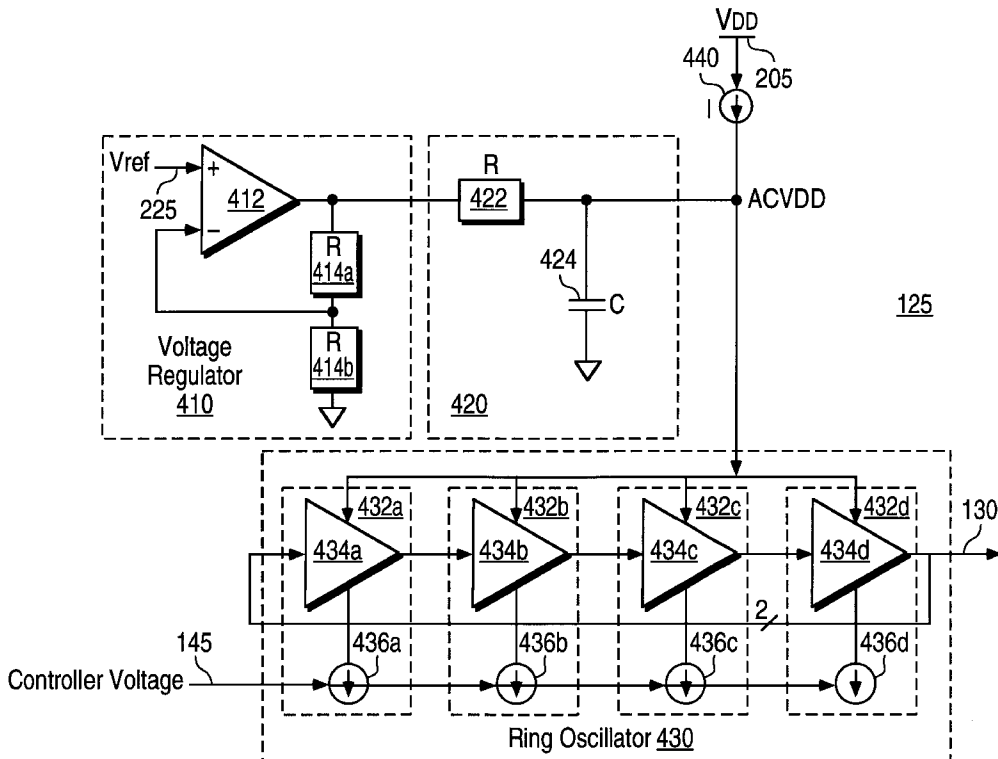 VDD
440
205
I
Vref
225
+
412
−
R
414a
R
414b
Voltage
Regulator
410
R
422
ACVDD
424
C
420
125
432a
432b
432c
432d
434a
434b
434c
434d
130
2
145
436a
436b
436c
436d
Controller Voltage
Ring Oscillator 430